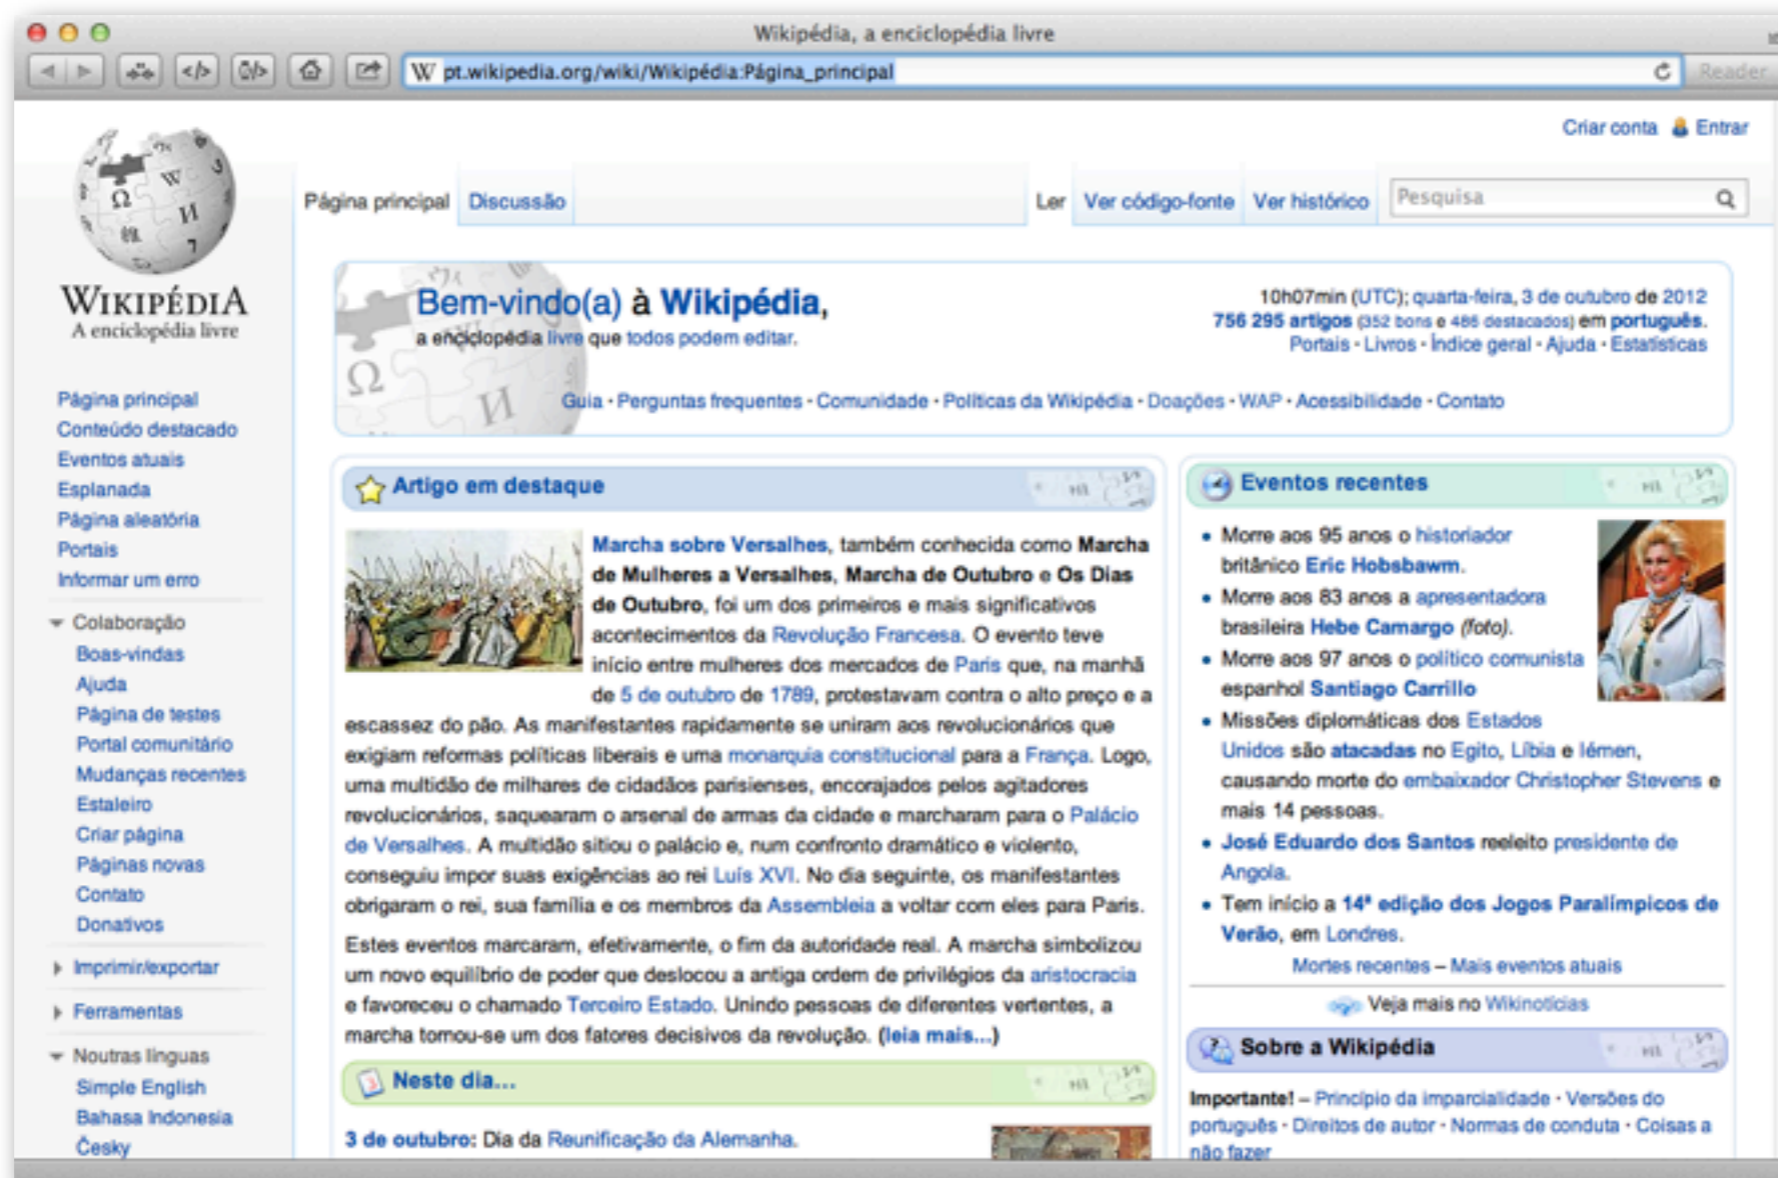 Wikipédia, a enciclopédia livre
W pt.wikipedia.org/wiki/Wikipédia:Página_principal
Reader
Criar conta Entrar
WIKIPÉDIA
A enciclopédia livre
Página principal Discussão Ler Ver código-fonte Ver histórico Pesquisa
Bem-vindo(a) à Wikipédia,
a enciclopédia livre que todos podem editar.
10h07min (UTC); quarta-feira, 3 de outubro de 2012
756 295 artigos (352 bons e 486 destacados) em português.
Portais · Livros · Índice geral · Ajuda · Estatísticas
Guia · Perguntas frequentes · Comunidade · Políticas da Wikipédia · Doações · WAP · Acessibilidade · Contato
Página principal
Conteúdo destacado
Eventos atuais
Esplanada
Página aleatória
Portais
Informar um erro
Colaboração
Boas-vindas
Ajuda
Página de testes
Portal comunitário
Mudanças recentes
Estaleiro
Criar página
Páginas novas
Contato
Donativos
Imprimir/exportar
Ferramentas
Noutras línguas
Simple English
Bahasa Indonesia
Česky
Artigo em destaque
Marcha sobre Versalhes, também conhecida como Marcha
de Mulheres a Versalhes, Marcha de Outubro e Os Dias
de Outubro, foi um dos primeiros e mais significativos
acontecimentos da Revolução Francesa. O evento teve
início entre mulheres dos mercados de Paris que, na manhã
de 5 de outubro de 1789, protestavam contra o alto preço e a
escassez do pão. As manifestantes rapidamente se uniram aos revolucionários que
exigiam reformas políticas liberais e uma monarquia constitucional para a França. Logo,
uma multidão de milhares de cidadãos parisienses, encorajados pelos agitadores
revolucionários, saquearam o arsenal de armas da cidade e marcharam para o Palácio
de Versalhes. A multidão sitiou o palácio e, num confronto dramático e violento,
conseguiu impor suas exigências ao rei Luís XVI. No dia seguinte, os manifestantes
obrigaram o rei, sua família e os membros da Assembleia a voltar com eles para Paris.
Estes eventos marcaram, efetivamente, o fim da autoridade real. A marcha simbolizou
um novo equilíbrio de poder que deslocou a antiga ordem de privilégios da aristocracia
e favoreceu o chamado Terceiro Estado. Unindo pessoas de diferentes vertentes, a
marcha tornou-se um dos fatores decisivos da revolução. (leia mais...)
Neste dia...
3 de outubro: Dia da Reunificação da Alemanha.
Eventos recentes
Morre aos 95 anos o historiador
britânico Eric Hobsbawm.
Morre aos 83 anos a apresentadora
brasileira Hebe Camargo (foto).
Morre aos 97 anos o político comunista
espanhol Santiago Carrillo
Missões diplomáticas dos Estados
Unidos são atacadas no Egito, Líbia e Iémen,
causando morte do embaixador Christopher Stevens e
mais 14 pessoas.
José Eduardo dos Santos reeleito presidente de
Angola.
Tem início a 14ª edição dos Jogos Paralímpicos de
Verão, em Londres.
Mortes recentes – Mais eventos atuais
Veja mais no Wikinotícias
Sobre a Wikipédia
Importante! – Princípio da imparcialidade · Versões do
português · Direitos de autor · Normas de conduta · Coisas a
não fazer